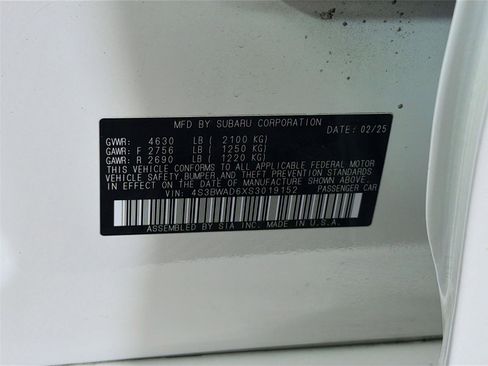 MFD BY SUBARU CORPORATION
DATE: 02/25
GVWR: 4630 LB ( 2100 KG)
GAWR: F 2756 LB ( 1250 KG)
GAWR: R 2690 LB ( 1220 KG)
THIS VEHICLE CONFORMS TO ALL APPLICABLE FEDERAL MOTOR
VEHICLE SAFETY, BUMPER, AND THEFT PREVENTION STANDARDS
IN EFFECT ON THE DATE OF MANUFACTURE SHOWN ABOVE.
VIN: 4S3BWAD6XS3019152 PASSENGER CAR
ASSEMBLED BY SIA INC. MADE IN U.S.A.